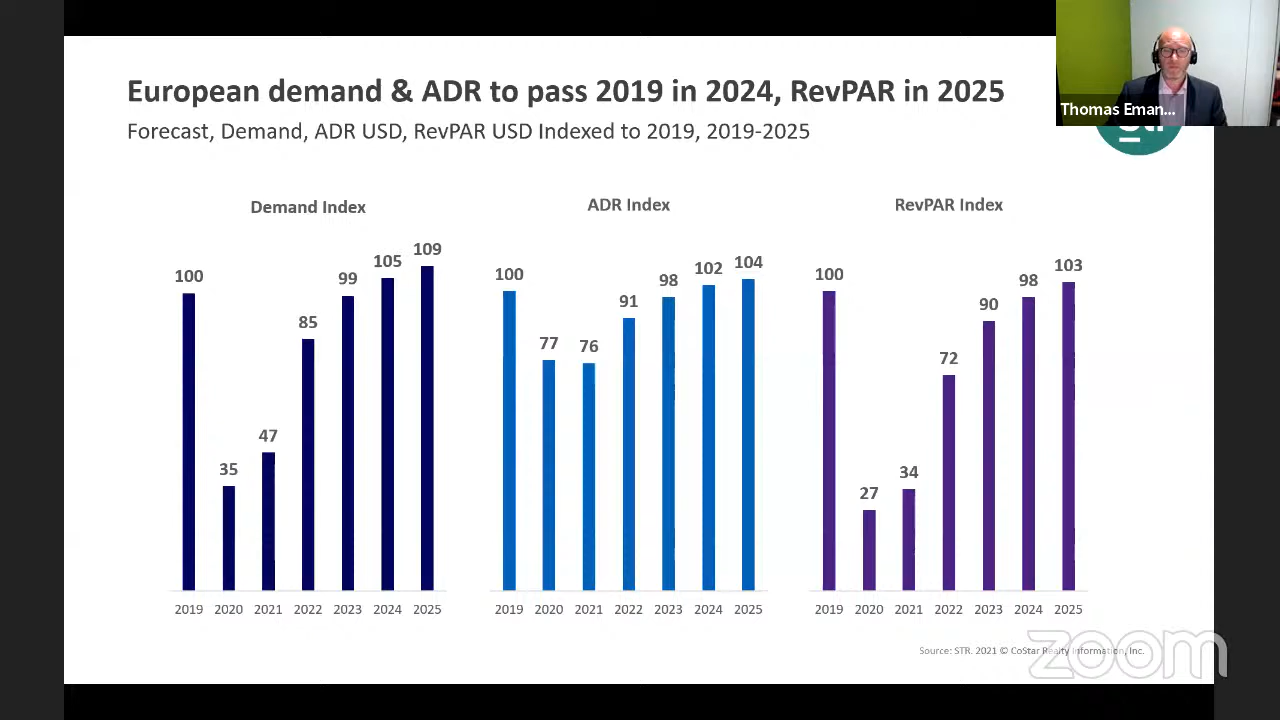 Thomas Eman...
European demand & ADR to pass 2019 in 2024, RevPAR in 2025
Forecast, Demand, ADR USD, RevPAR USD Indexed to 2019, 2019-2025
Demand Index
100 35 47 85 99 105 109
2019 2020 2021 2022 2023 2024 2025
ADR Index
100 77 76 91 98 102 104
2019 2020 2021 2022 2023 2024 2025
RevPAR Index
100 27 34 72 90 98 103
2019 2020 2021 2022 2023 2024 2025
Source: STR. 2021 © CoStar Realty Information, Inc.
zoom